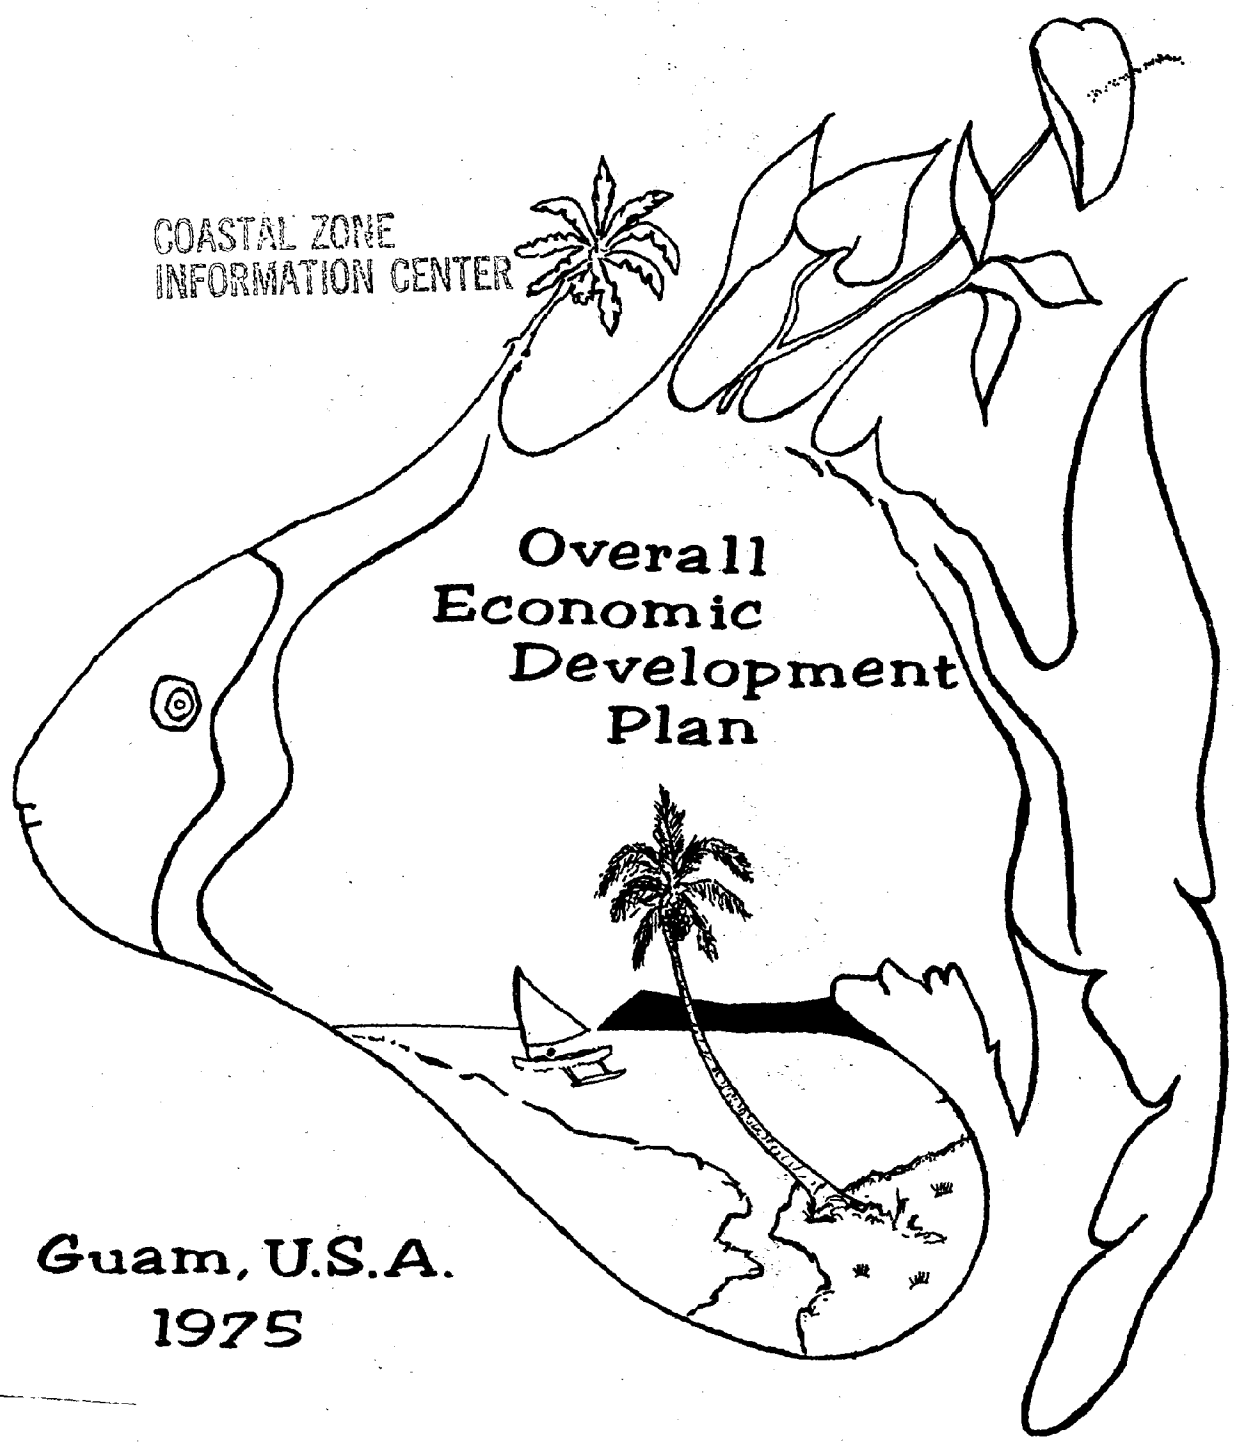 COASTAL ZONE
INFORMATION CENTER
Overall
Economic
Development
Plan
Guam, U.S.A.
1975